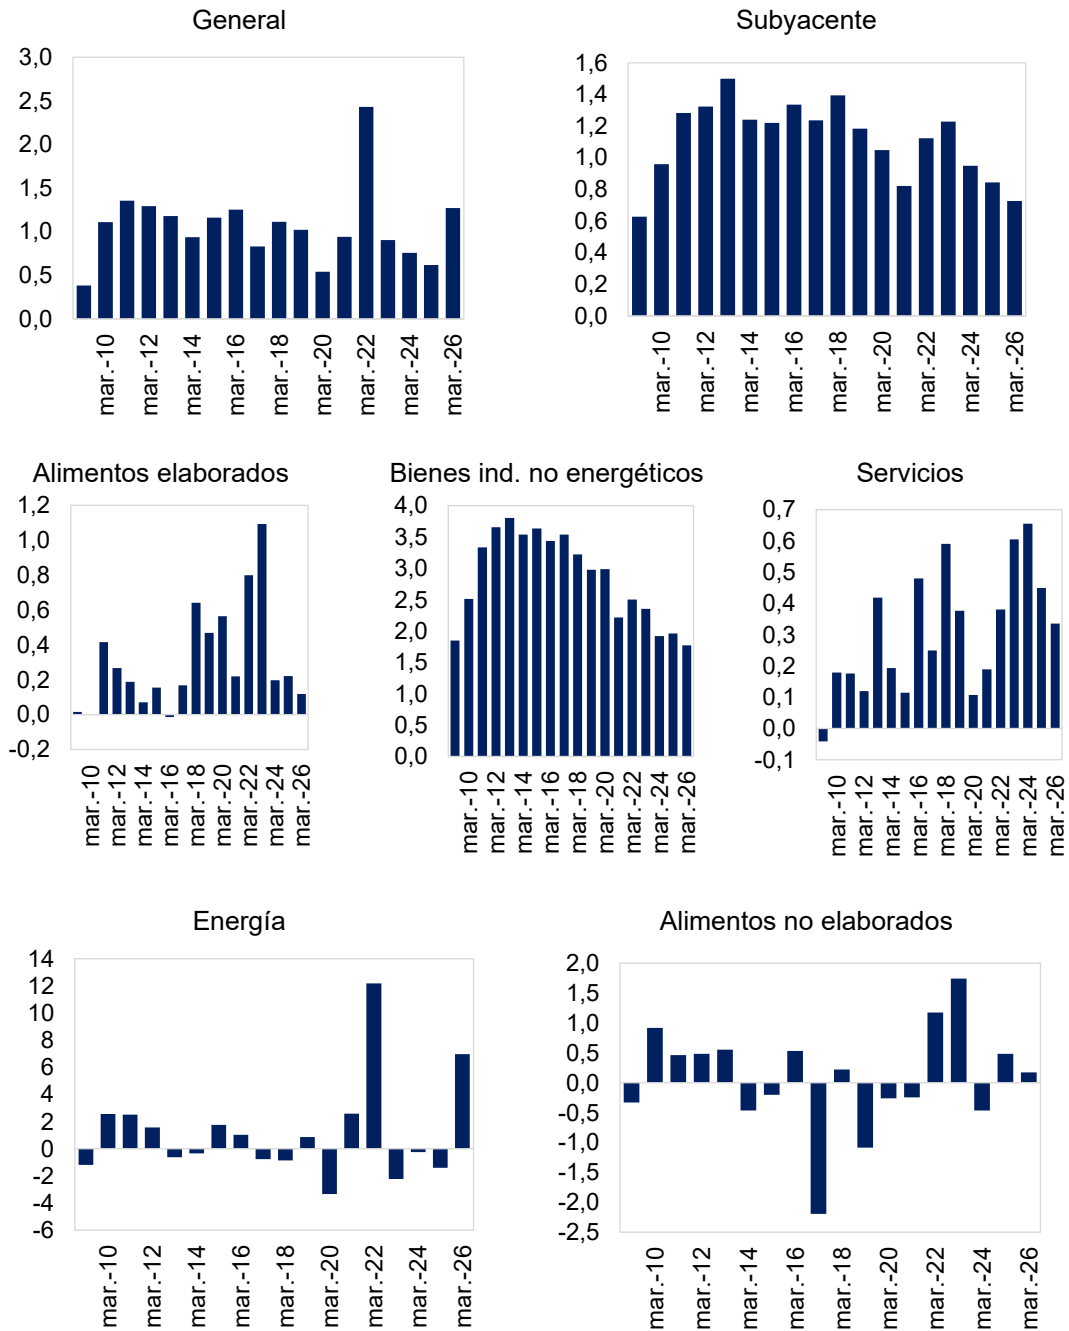 General
3,0
2,5
2,0
1,5
1,0
0,5
0,0
mar.-10
mar.-12
mar.-14
mar.-16
mar.-18
mar.-20
mar.-22
mar.-24
mar.-26
Subyacente
1,6
1,4
1,2
1,0
0,8
0,6
0,4
0,2
0,0
mar.-10
mar.-12
mar.-14
mar.-16
mar.-18
mar.-20
mar.-22
mar.-24
mar.-26
Alimentos elaborados
1,2
1,0
0,8
0,6
0,4
0,2
0,0
-0,2
mar.-10
mar.-12
mar.-14
mar.-16
mar.-18
mar.-20
mar.-22
mar.-24
mar.-26
Bienes ind. no energéticos
4,0
3,5
3,0
2,5
2,0
1,5
1,0
0,5
0,0
mar.-10
mar.-12
mar.-14
mar.-16
mar.-18
mar.-20
mar.-22
mar.-24
mar.-26
Servicios
0,7
0,6
0,5
0,4
0,3
0,2
0,1
0,0
-0,1
mar.-10
mar.-12
mar.-14
mar.-16
mar.-18
mar.-20
mar.-22
mar.-24
mar.-26
Energía
14
12
10
8
6
4
2
0
-2
-4
-6
mar.-10
mar.-12
mar.-14
mar.-16
mar.-18
mar.-20
mar.-22
mar.-24
mar.-26
Alimentos no elaborados
2,0
1,5
1,0
0,5
0,0
-0,5
-1,0
-1,5
-2,0
-2,5
mar.-10
mar.-12
mar.-14
mar.-16
mar.-18
mar.-20
mar.-22
mar.-24
mar.-26